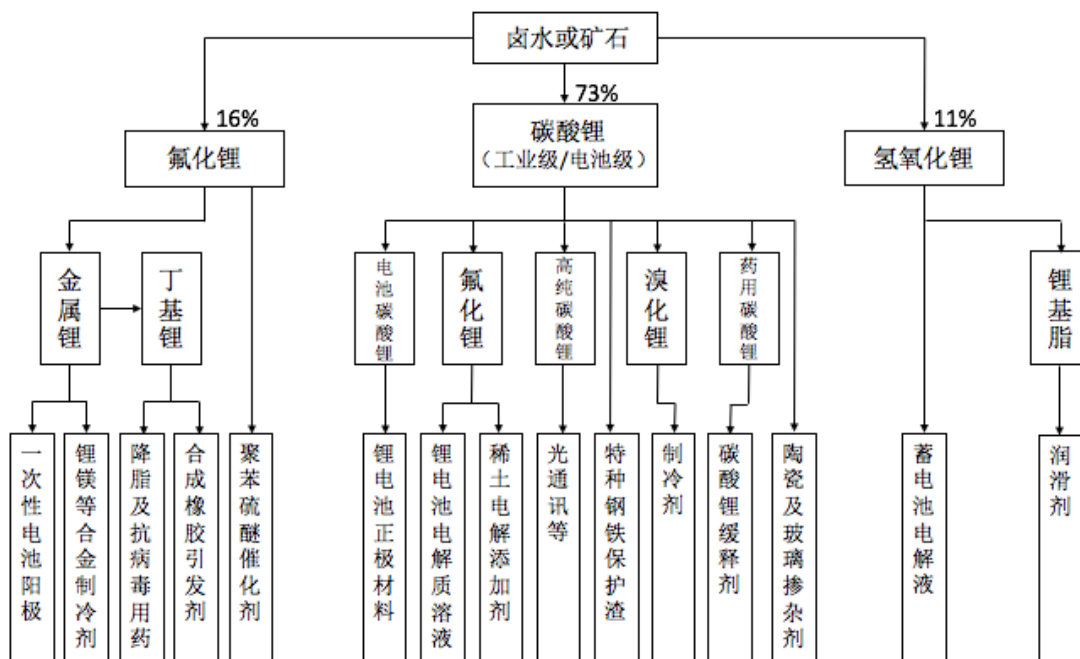 卤水或矿石
16%
73%
11%
氟化锂
碳酸锂
（工业级/电池级）
氢氧化锂
金属锂
丁基锂
电池碳酸锂
氟化锂
高纯碳酸锂
溴化锂
药用碳酸锂
锂基脂
一次性电池阳极
锂镁等合金制冷剂
降脂及抗病毒用药
合成橡胶引发剂
聚苯硫醚催化剂
锂电池正极材料
锂电池电解质溶液
稀土电解添加剂
光通讯等
特种钢铁保护渣
制冷剂
碳酸锂缓释剂
陶瓷及玻璃掺杂剂
蓄电池电解液
润滑剂